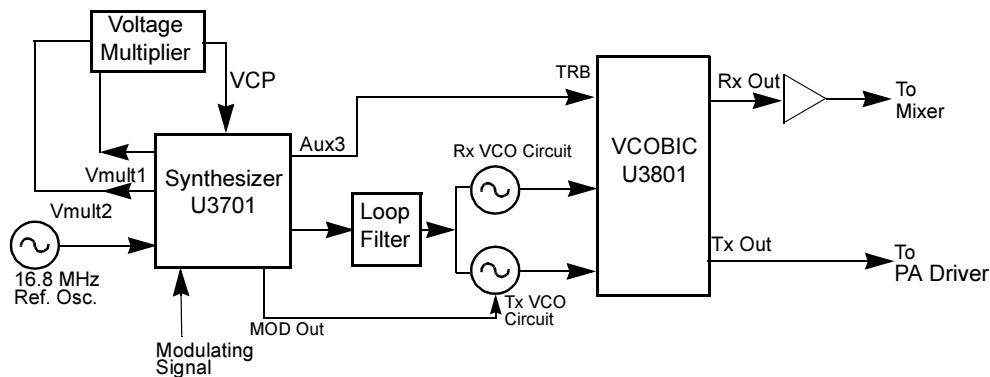 Voltage
Multiplier
VCP
TRB
Rx Out
To
Mixer
Aux3
VCOBIC
U3801
Rx VCO Circuit
Vmult1
Synthesizer
U3701
Vmult2
Loop
Filter
Tx Out
To
PA Driver
16.8 MHz
Ref. Osc.
MOD Out
Tx VCO
Circuit
Modulating
Signal